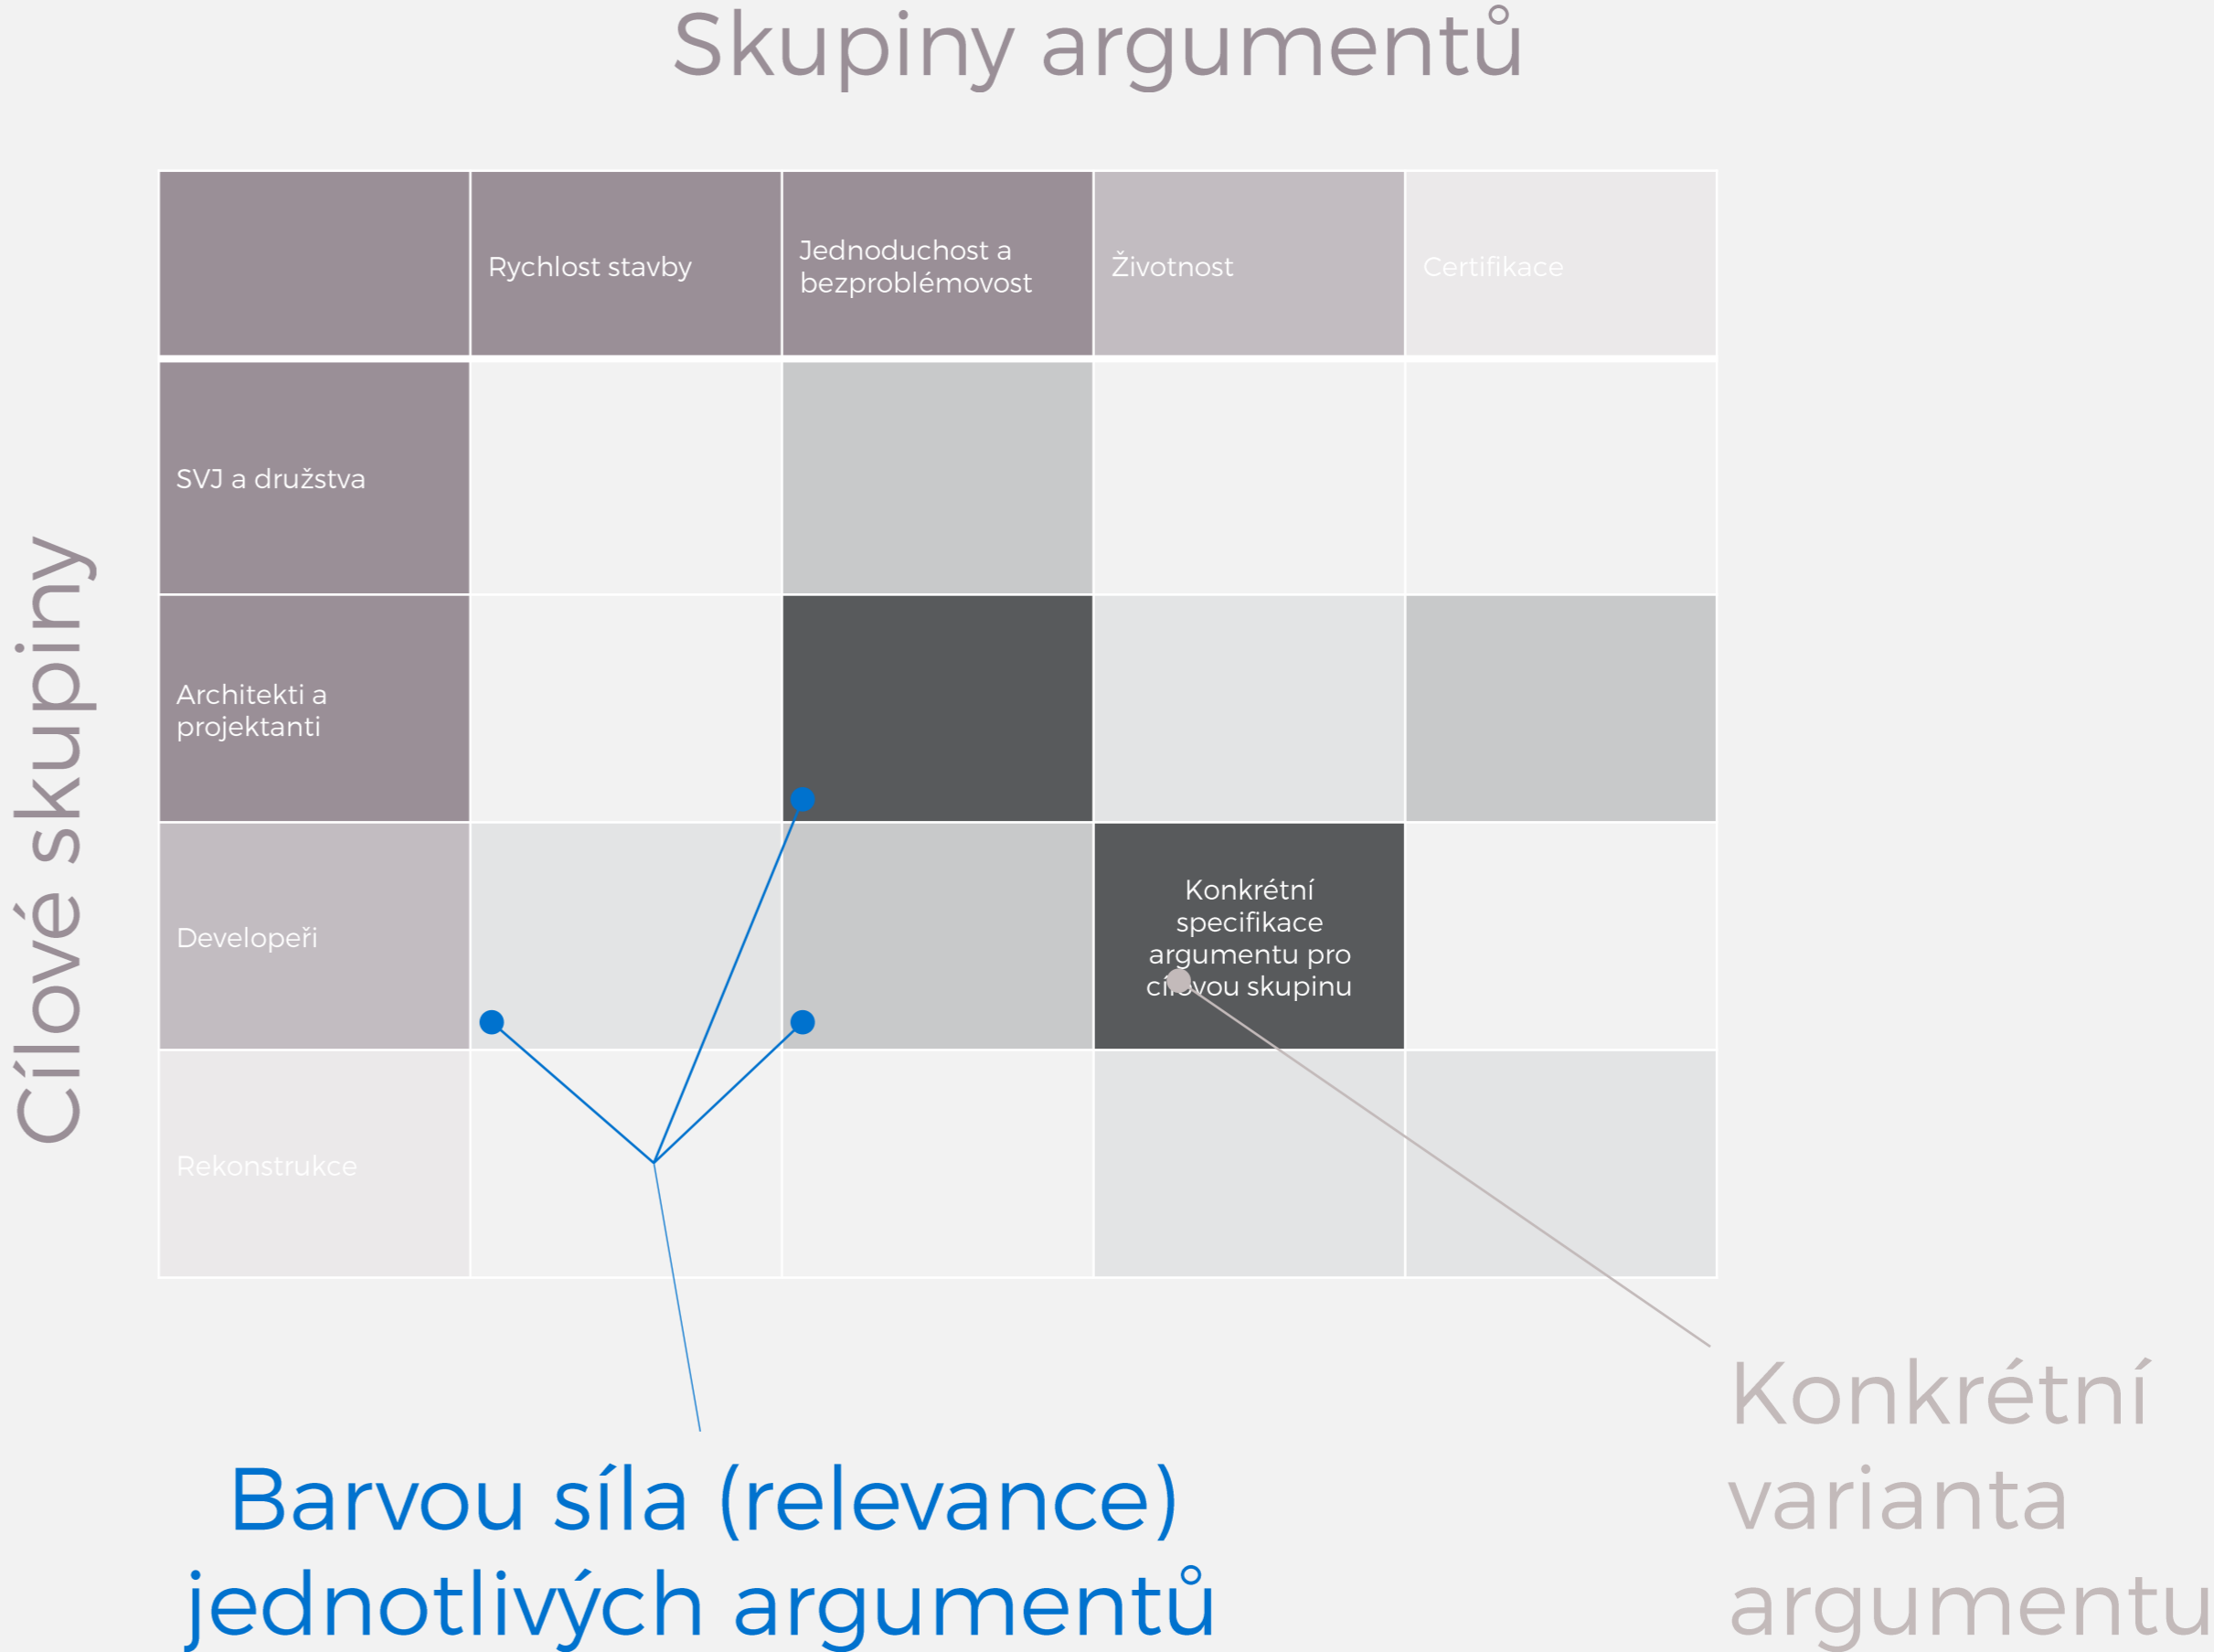 Skupiny argumentů
Rychlost stavby
Jednoduchost a
bezproblémovost
Životnost
Certifikace
Cílové skupiny
SVJ a družstva
Architekti a
projektanti
Developeři
Konkrétní
specifikace
argumentu pro
cílovou skupinu
Rekonstrukce
Barvou síla (relevance)
jednotlivých argumentů
Konkrétní
varianta
argumentu